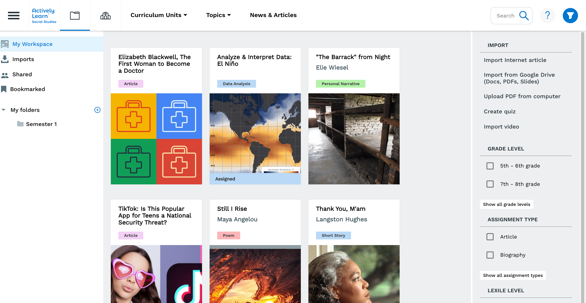 Actively
Learn
Social Studies
Curriculum Units
Topics
News & Articles
Search
?
My Workspace
Imports
Shared
Bookmarked
My folders
Semester 1
Elizabeth Blackwell, The
First Woman to Become
a Doctor
Article
Analyze & Interpret Data:
El Niño
Data Analysis
Assigned
"The Barrack" from Night
Elie Wiesel
Personal Narrative
TikTok: Is This Popular
App for Teens a National
Security Threat?
Article
Still I Rise
Maya Angelou
Poem
Thank You, M'am
Langston Hughes
Short Story
IMPORT
Import Internet article
Import from Google Drive
(Docs, PDFs, Slides)
Upload PDF from computer
Create quiz
Import video
GRADE LEVEL
5th - 6th grade
7th - 8th grade
Show all grade levels
ASSIGNMENT TYPE
Article
Biography
Show all assignment types
LEXILE LEVEL